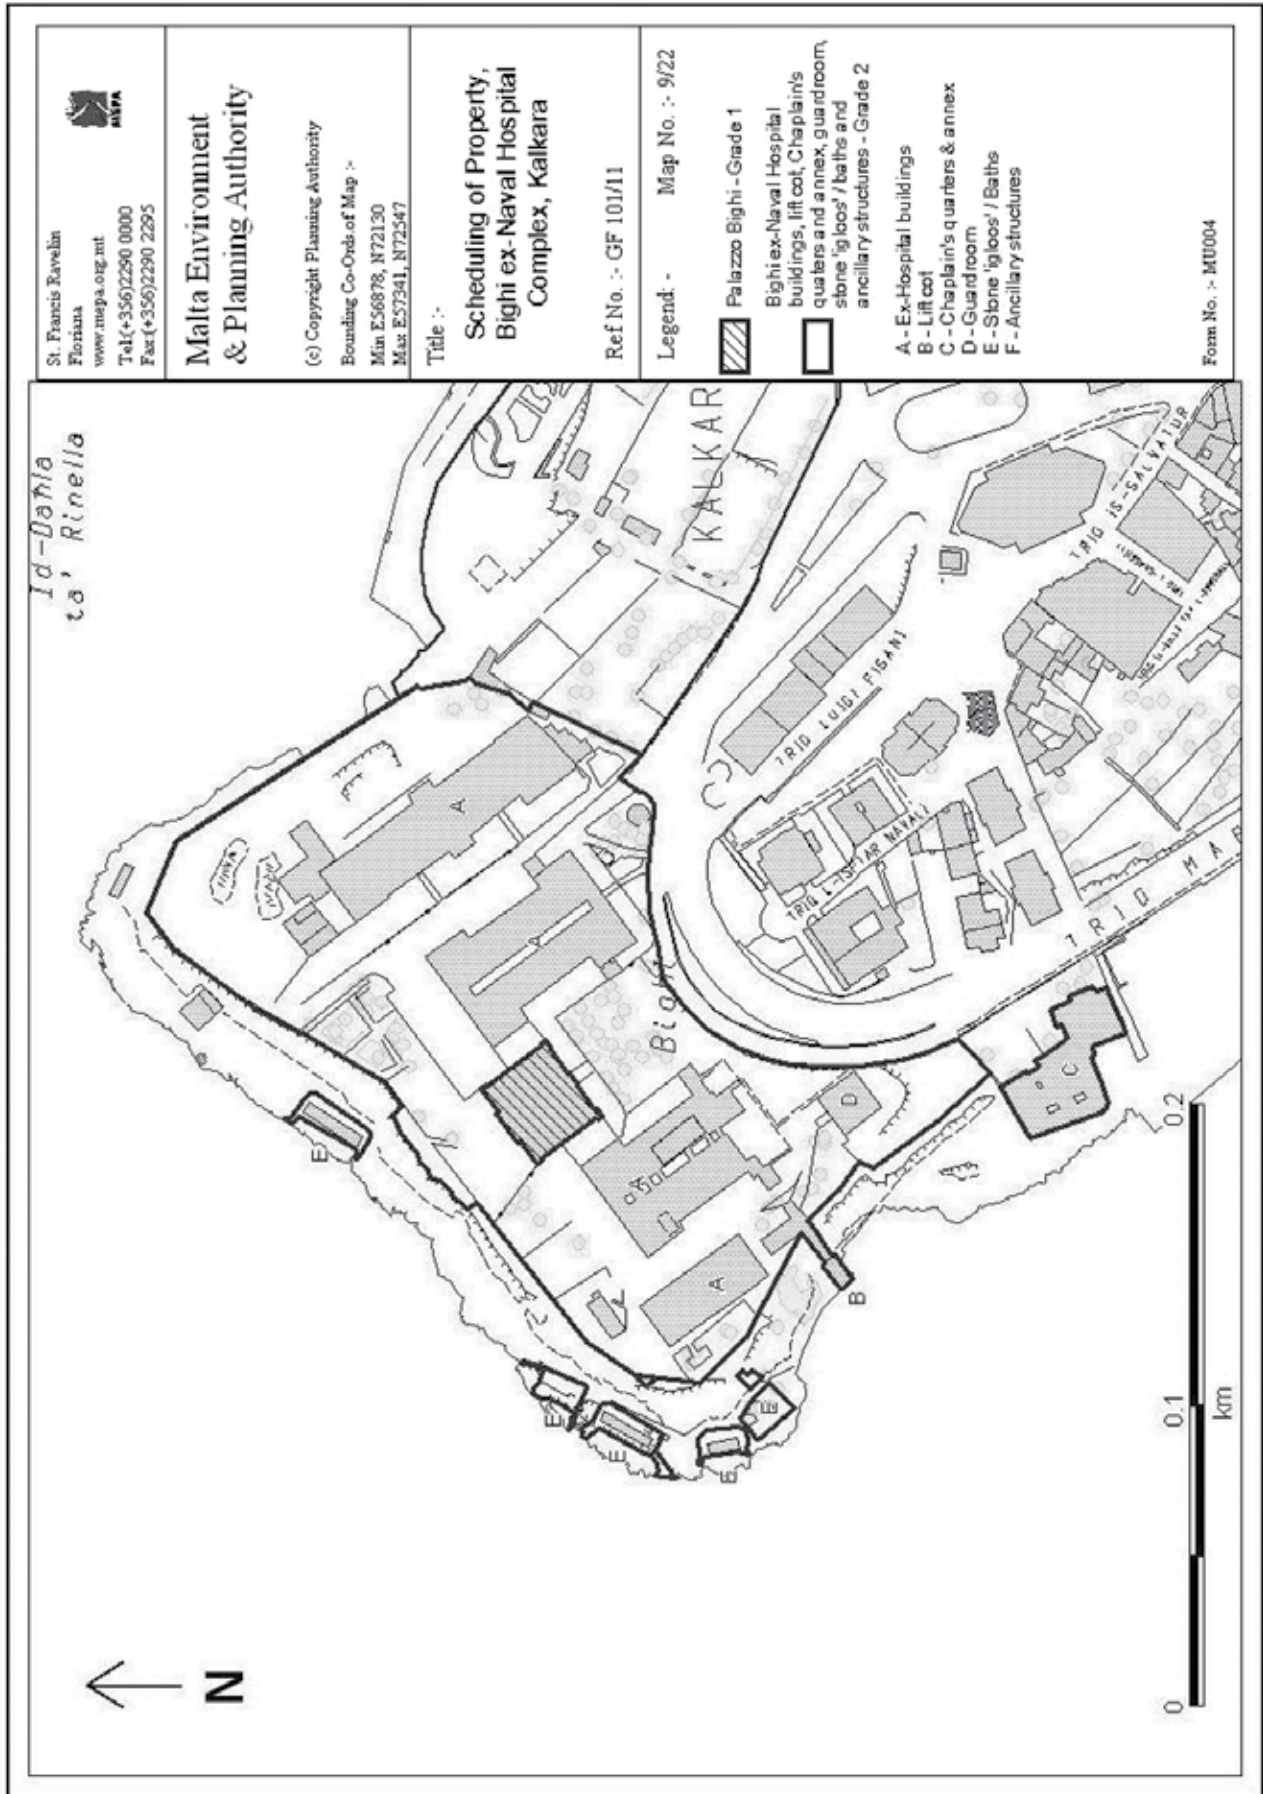 St. Francis Ravelin
Floriana
www.mepa.org.mt
Tel:(+356)2290 0000
Fax:(+356)2290 2295
MEPA
Malta Environment
& Planning Authority
(c) Copyright Planning Authority
Bounding Co-Ords.of Map :-
Min E56878, N72130
Max E57341, N72547
Title :-
Scheduling of Property,
Bighi ex-Naval Hospital
Complex, Kalkara
Ref No. :- GF 101/11
Legend: -
Map No. :- 9/22
Palazzo Bighi - Grade 1
Bighi ex-Naval Hospital
buildings, lift cot, Chaplain's
quaters and annex, guardroom,
stone 'igloos' / baths and
ancillary structures - Grade 2
A - Ex-Hospital buildings
B - Lift cot
C - Chaplain's quarters & annex
D - Guardroom
E - Stone 'igloos' / Baths
F - Ancillary structures
Form No. :- MU004
Id-Daħla
ta' Rinella
KALKAR
A
A
A
Bighi
D
C
B
E
E
E
E
E
TRIQ LUIGI PISANI
TRIQ L-ISPTAR NAVALI
TRIQ IS-SALVATUR
TRIQ MA
N
0
0.1
0.2
km